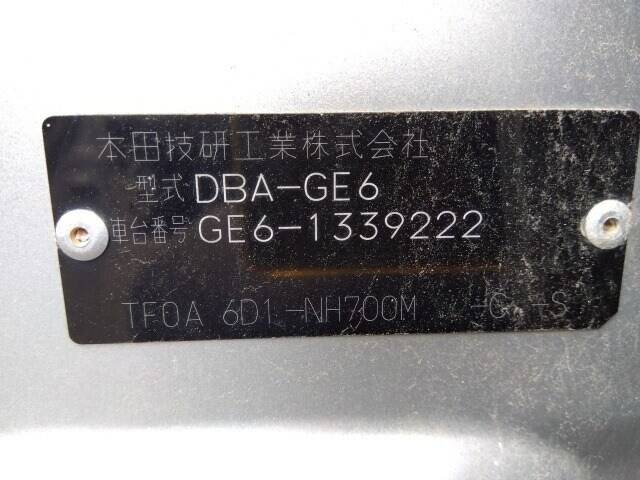 本田技研工業株式会社
型式 DBA-GE6
車台番号 GE6-1339222
TF0A 6D1-NH700M -G -S